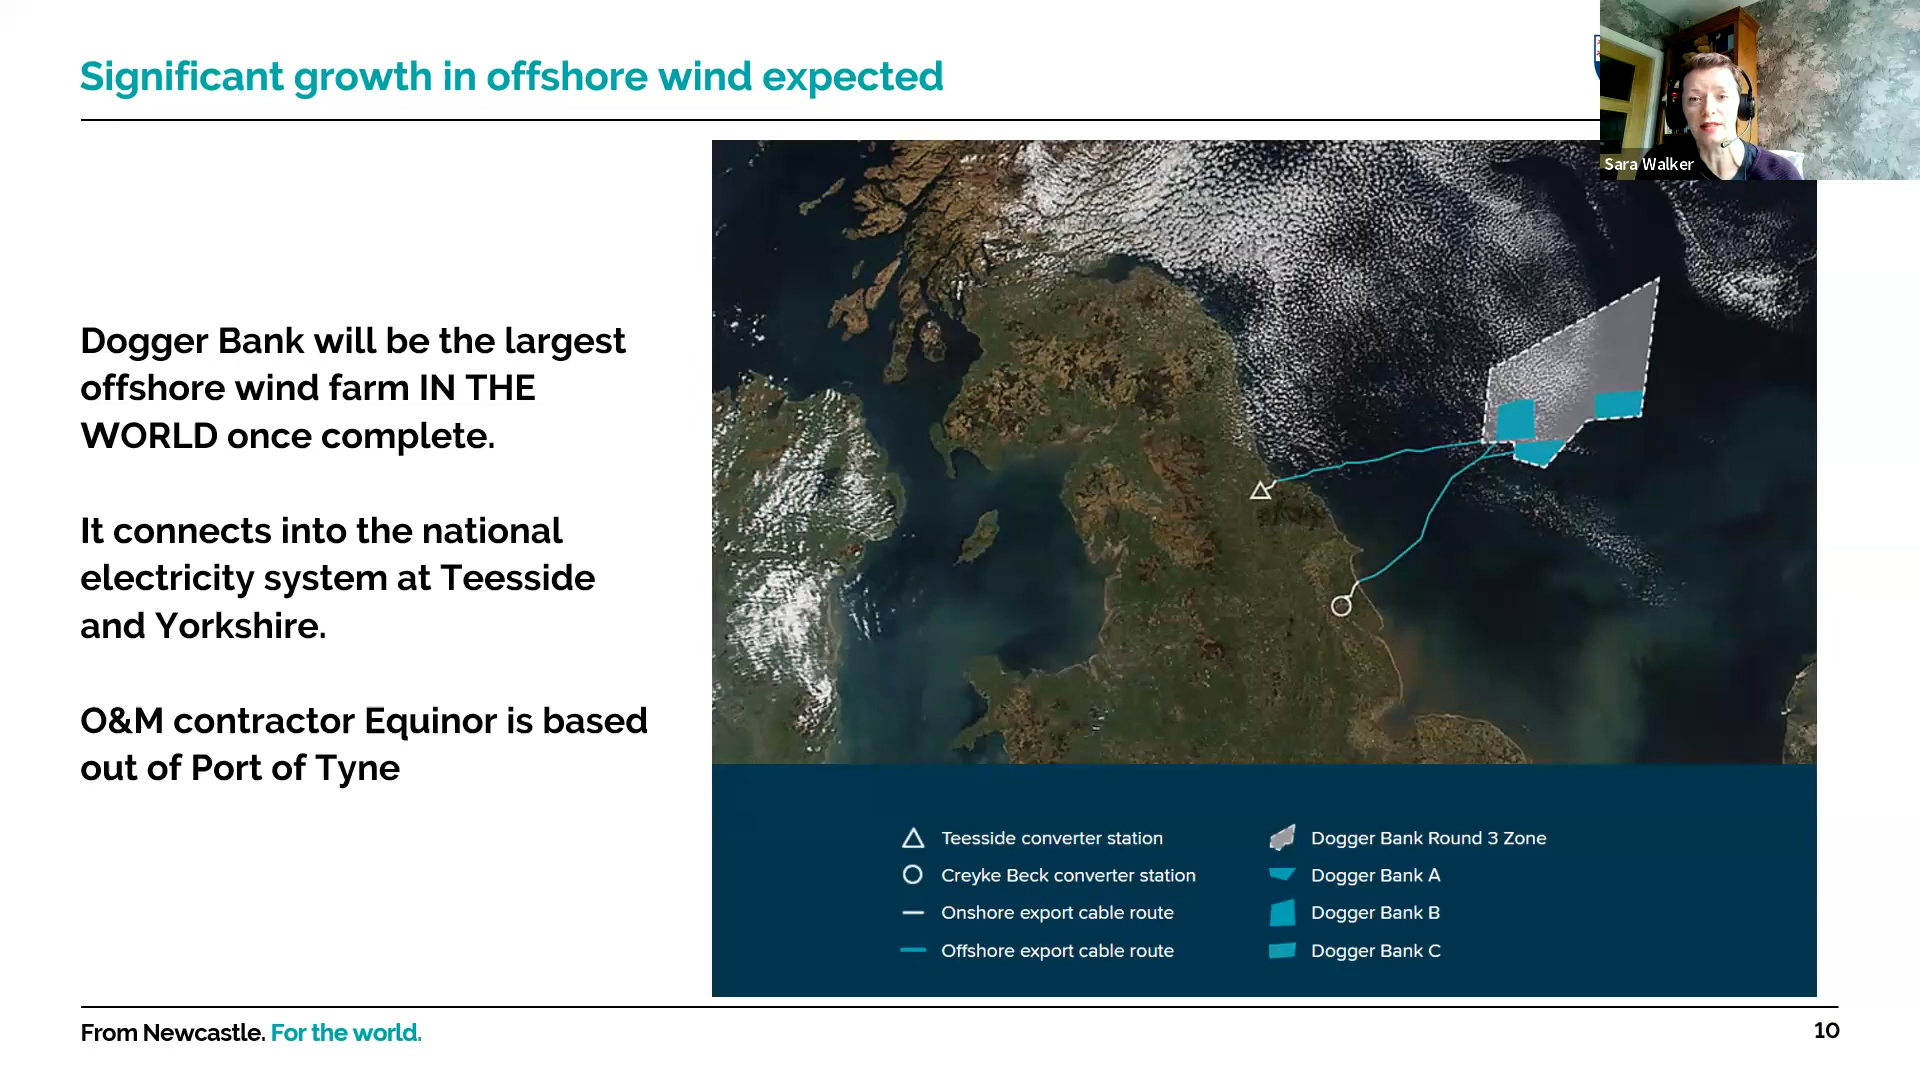 Significant growth in offshore wind expected
Sara Walker
Dogger Bank will be the largest
offshore wind farm IN THE
WORLD once complete.
It connects into the national
electricity system at Teesside
and Yorkshire.
O&M contractor Equinor is based
out of Port of Tyne
Teesside converter station
Creyke Beck converter station
Onshore export cable route
Offshore export cable route
Dogger Bank Round 3 Zone
Dogger Bank A
Dogger Bank B
Dogger Bank C
From Newcastle. For the world.
10